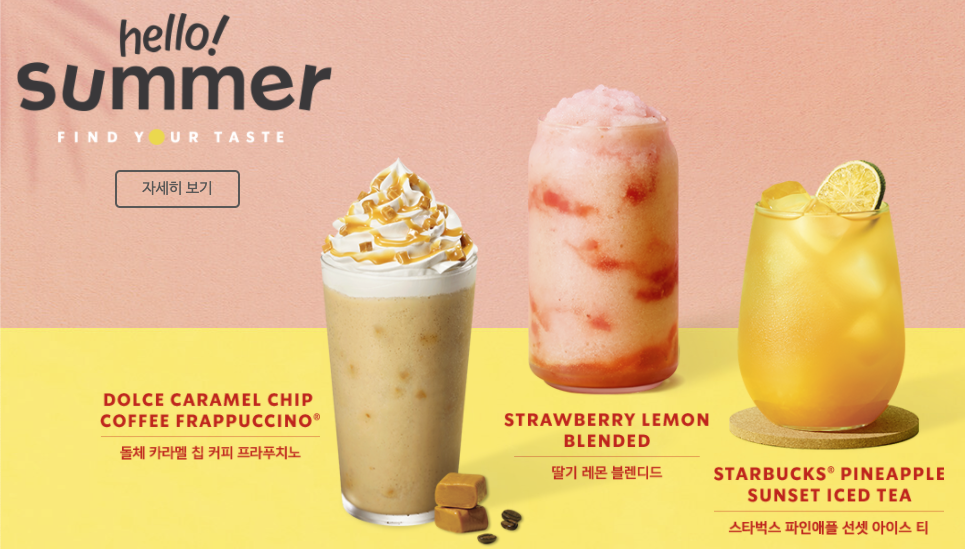 hello!
summer
FIND YOUR TASTE
자세히 보기
DOLCE CARAMEL CHIP
COFFEE FRAPPUCCINO®
돌체 카라멜 칩 커피 프라푸치노
STRAWBERRY LEMON
BLENDED
딸기 레몬 블렌디드
STARBUCKS® PINEAPPLE
SUNSET ICED TEA
스타벅스 파인애플 선셋 아이스 티